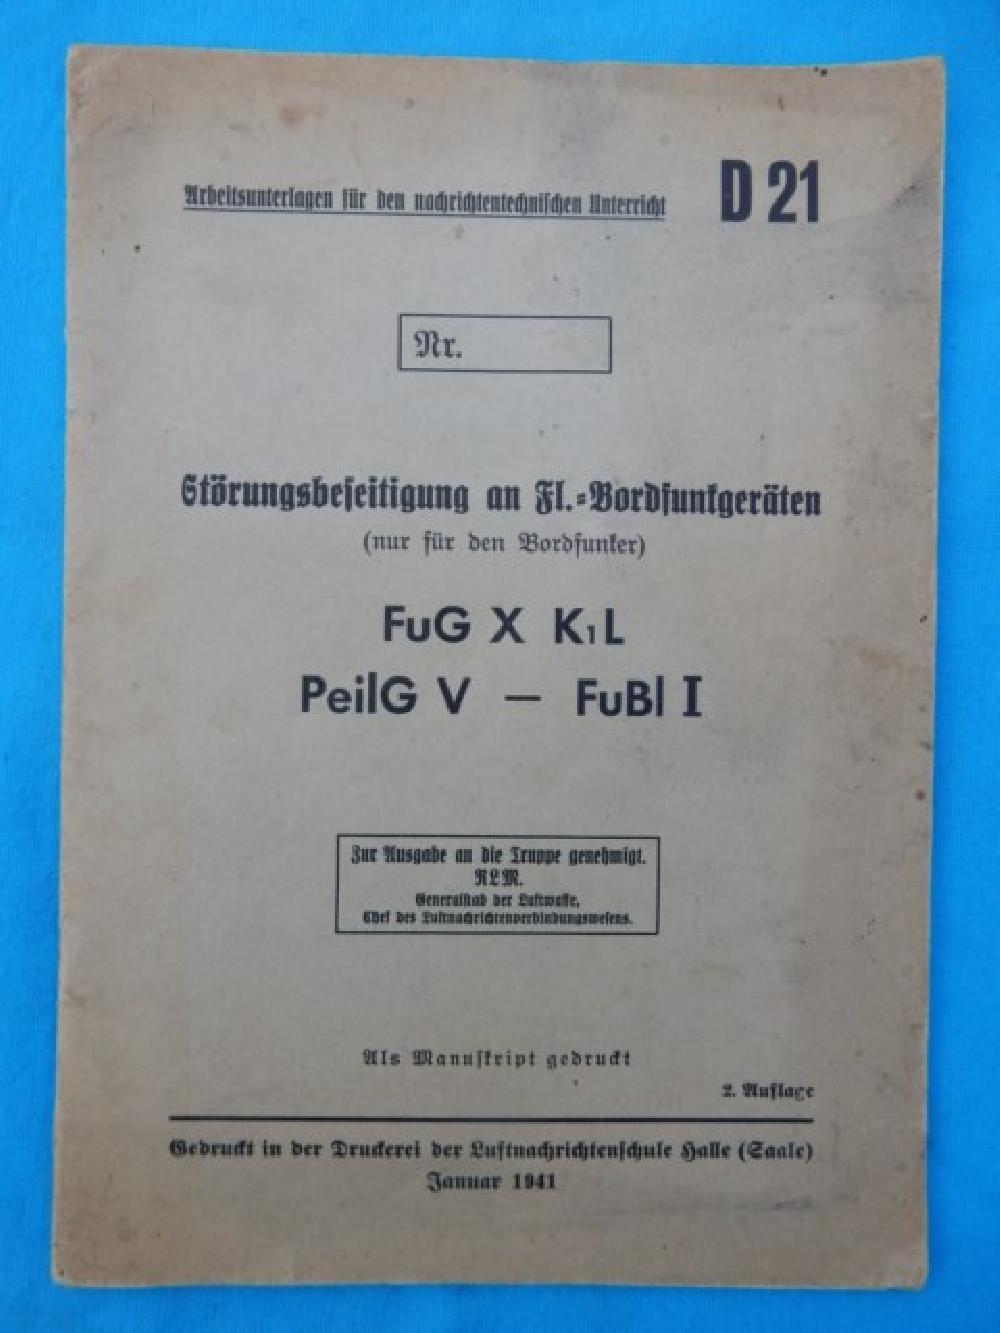 Arbeitsunterlagen für den nachrichtentechnischen Unterricht
D 21
Nr.
Störungsbeseitigung an Fl.=Bordfunkgeräten
(nur für den Bordfunker)
FuG X K₁L
PeilG V — FuBl I
Zur Ausgabe an die Truppe genehmigt.
RLM.
Generalstab der Luftwaffe,
Chef des Luftnachrichtenverbindungswesens.
Als Manuskript gedruckt
2. Auflage
Gedruckt in der Druckerei der Luftnachrichtenschule Halle (Saale)
Januar 1941